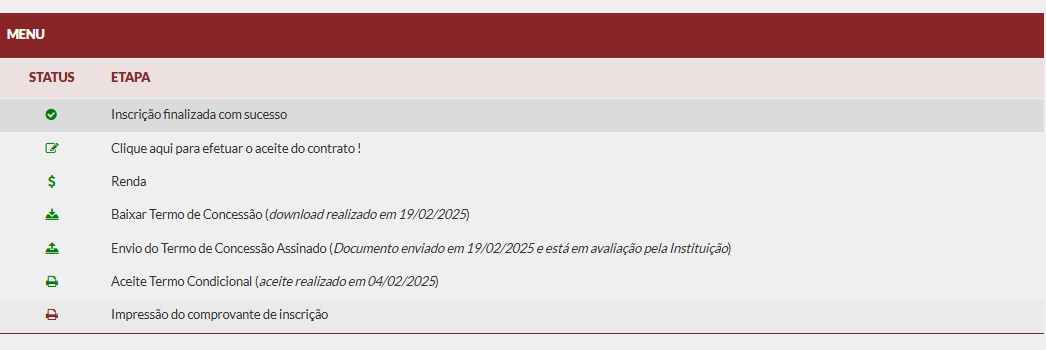 MENU
STATUS ETAPA
Inscrição finalizada com sucesso
Clique aqui para efetuar o aceite do contrato !
Renda
Baixar Termo de Concessão (download realizado em 19/02/2025)
Envio do Termo de Concessão Assinado (Documento enviado em 19/02/2025 e está em avaliação pela Instituição)
Aceite Termo Condicional (aceite realizado em 04/02/2025)
Impressão do comprovante de inscrição